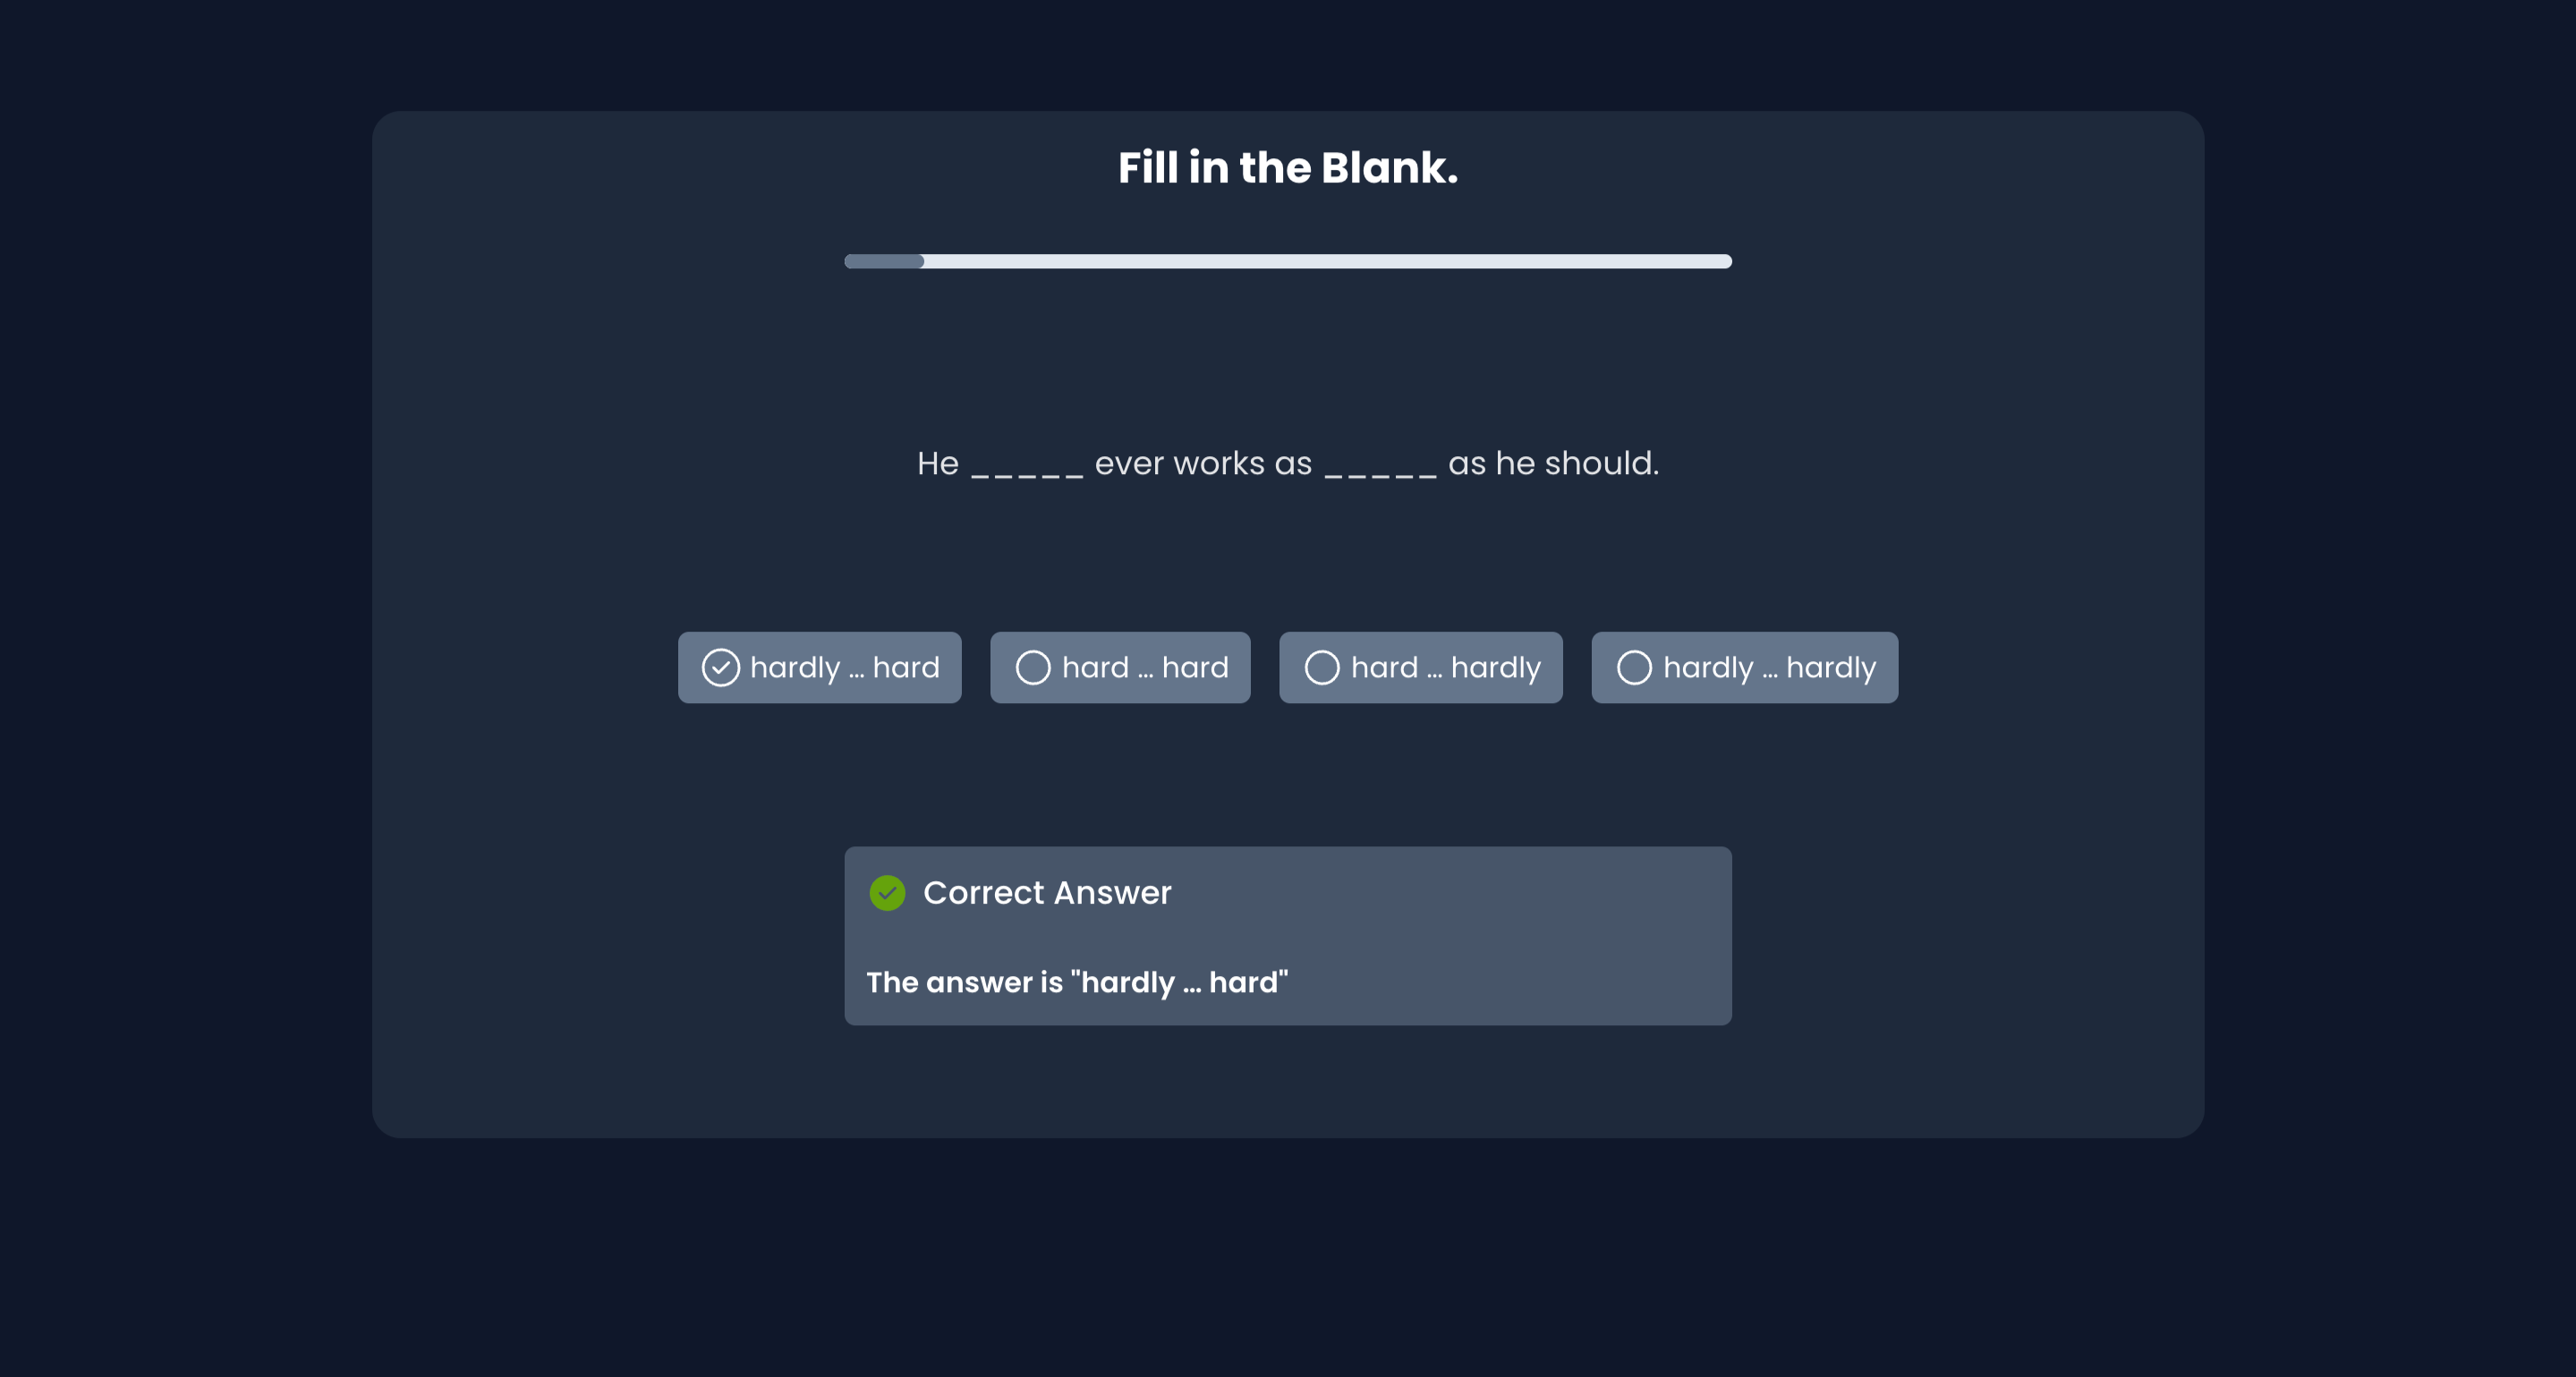 Fill in the Blank.
He _____ ever works as _____ as he should.
hardly ... hard
hard ... hard
hard ... hardly
hardly ... hardly
Correct Answer
The answer is "hardly ... hard"